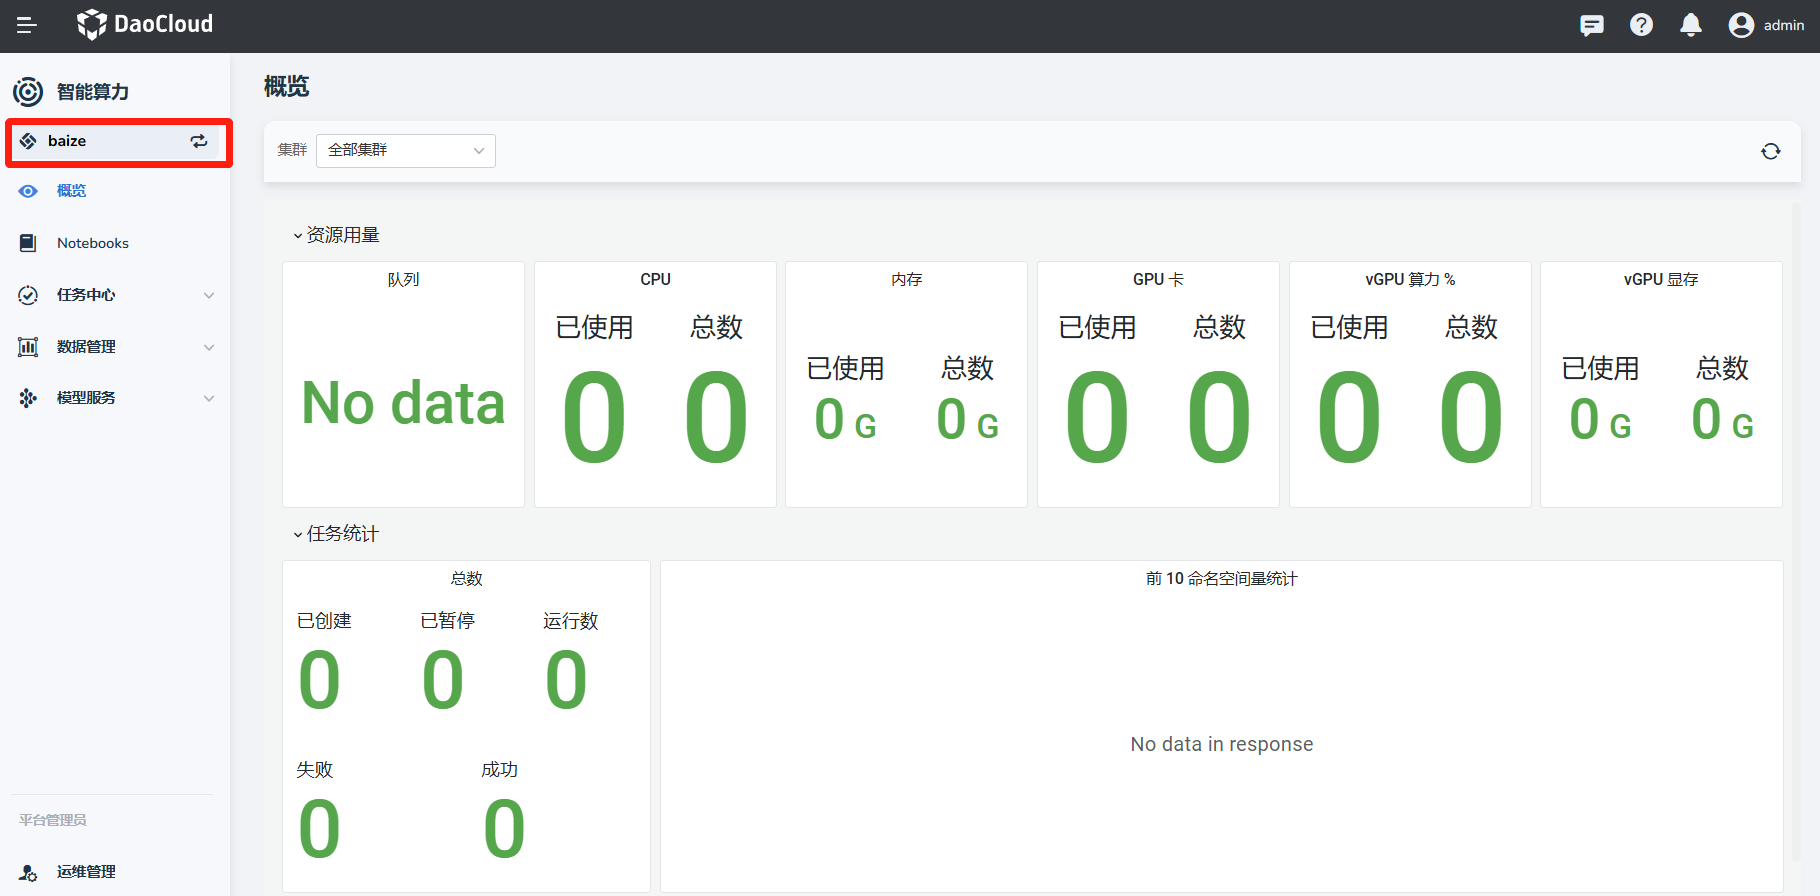 DaoCloud
admin
智能算力
baize
概览
Notebooks
任务中心
数据管理
模型服务
平台管理员
运维管理
概览
集群 全部集群
资源用量
队列
No data
CPU
已使用 总数
0 0
内存
已使用 总数
0 G 0 G
GPU 卡
已使用 总数
0 0
vGPU 算力 %
已使用 总数
0 0
vGPU 显存
已使用 总数
0 G 0 G
任务统计
总数
已创建 已暂停 运行数
0 0 0
失败 成功
0 0
前 10 命名空间量统计
No data in response